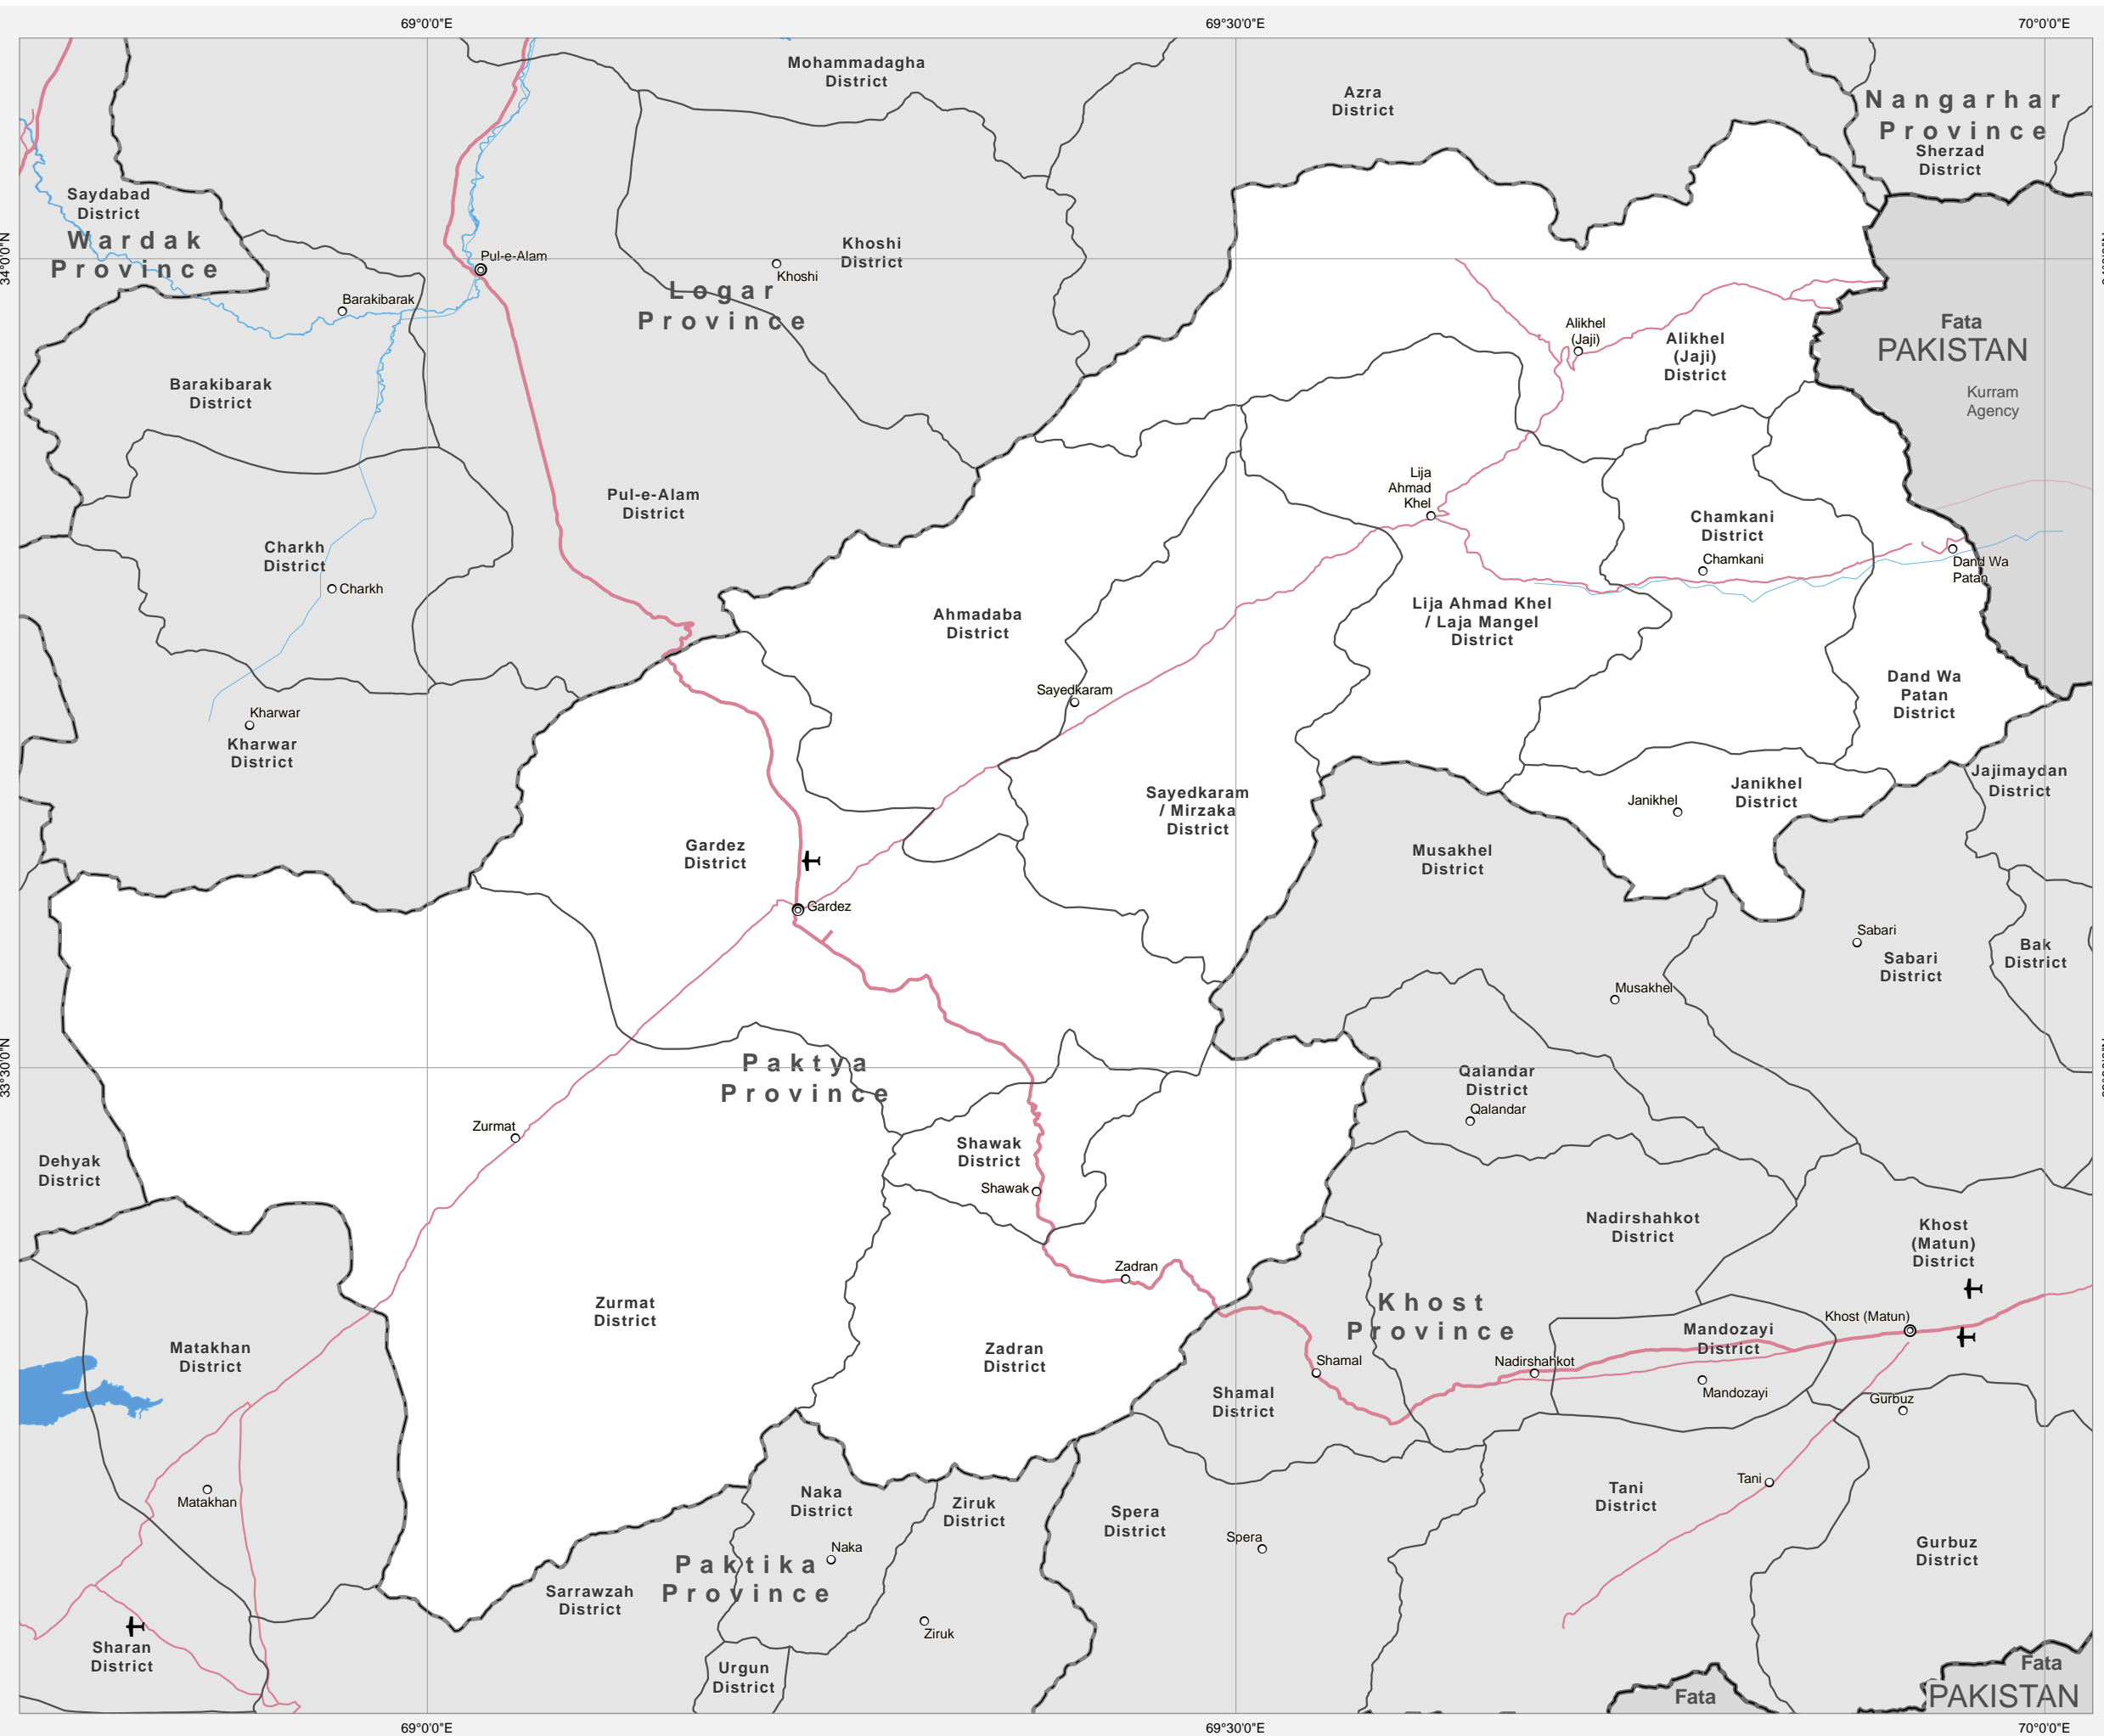 69°0'0"E
69°30'0"E
70°0'0"E
Mohammadagha
District
Azra
District
Nangarhar
Province
Sherzad
District
Saydabad
District
Wardak
Province
34°0'0"N
Pul-e-Alam
Khoshi
District
Khoshi
Logar
Province
Barakibarak
Barakibarak
District
Alikhel
(Jaji)
Alikhel
(Jaji)
District
Fata
PAKISTAN
Kurram
Agency
Pul-e-Alam
District
Lija
Ahmad
Khel
Chamkani
District
Chamkani
Dand Wa
Patan
Charkh
District
Charkh
Ahmadaba
District
Lija Ahmad Khel
/ Laja Mangel
District
Sayedkaram
Dand Wa
Patan
District
Kharwar
Kharwar
District
Sayedkaram
/ Mirzaka
District
Janikhel
Janikhel
District
Jajimaydan
District
Gardez
District
Gardez
Musakhel
District
Musakhel
Sabari
Sabari
District
Bak
District
33°30'0"N
Paktya
Province
Qalandar
District
Qalandar
Zurmat
Shawak
District
Shawak
Dehyak
District
Nadirshahkot
District
Khost
(Matun)
District
Zadran
Zurmat
District
Khost
Province
Khost (Matun)
Matakhan
District
Zadran
District
Mandozayi
District
Shamal
Nadirshahkot
Mandozayi
Shamal
District
Gurbuz
Matakhan
Naka
District
Ziruk
District
Spera
District
Spera
Tani
Tani
District
Naka
Paktika
Province
Gurbuz
District
Sarrawzah
District
Ziruk
Sharan
District
Urgun
District
Fata
Fata
PAKISTAN
69°0'0"E
69°30'0"E
70°0'0"E